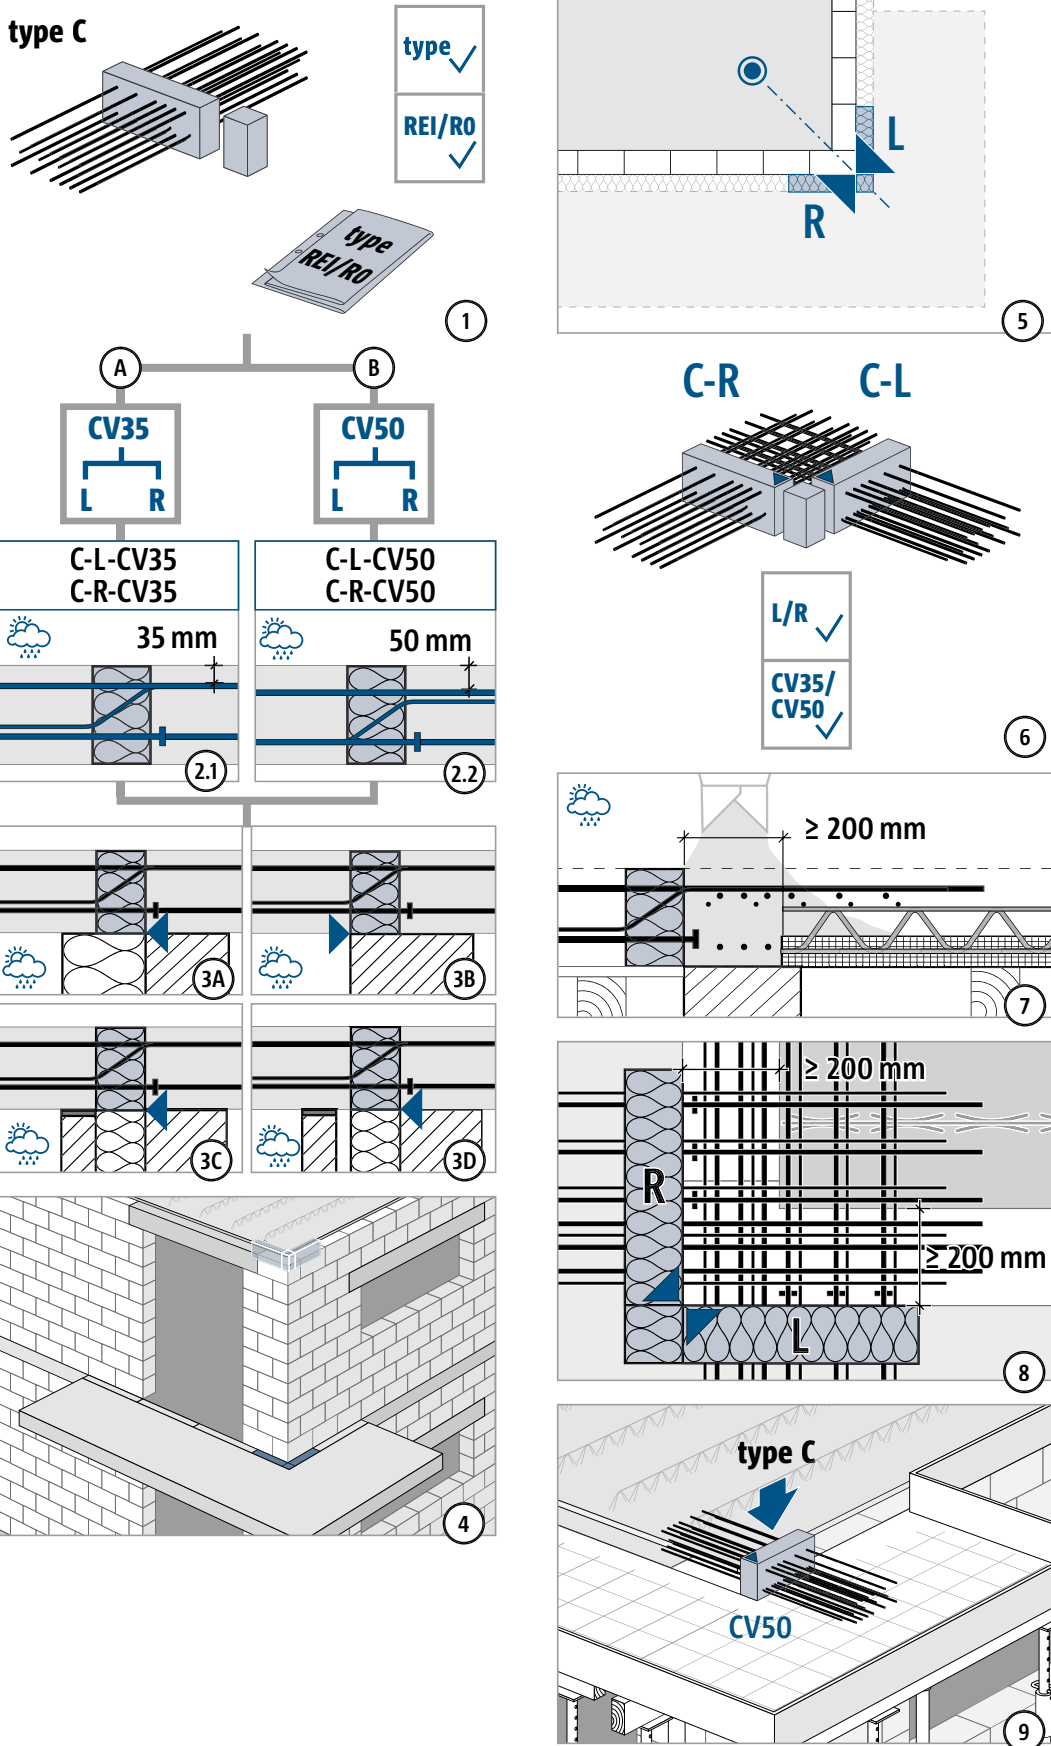 type C
type
REI/R0
type
REI/R0
1
A
B
CV35
L R
CV50
L R
C-L-CV35
C-R-CV35
C-L-CV50
C-R-CV50
35 mm
50 mm
2.1
2.2
3A
3B
3C
3D
4
L
R
5
C-R
C-L
L/R
CV35/
CV50
6
≥ 200 mm
7
≥ 200 mm
R
≥ 200 mm
L
8
type C
CV50
9